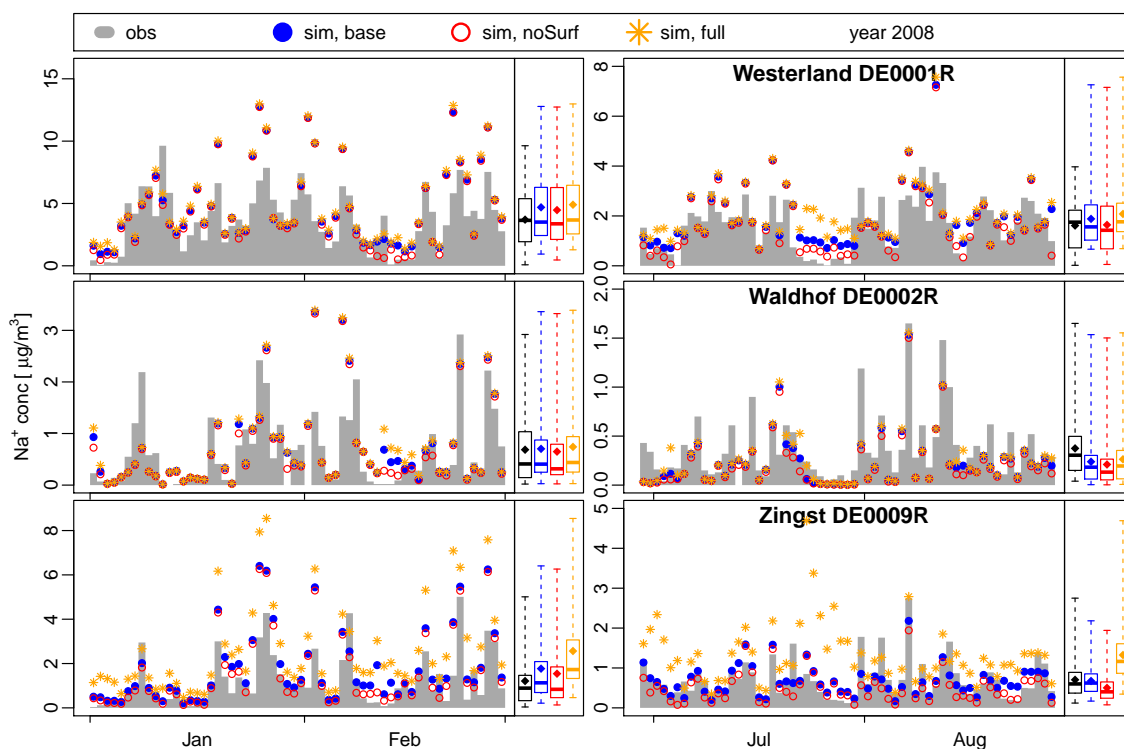 obs sim, base sim, noSurf sim, full year 2008
Westerland DE0001R
0 5 10 15
0 2 4 6 8
Waldhof DE0002R
0 1 2 3
0.0 0.5 1.0 1.5 2.0
Na⁺ conc [ μg/m³]
Zingst DE0009R
0 2 4 6 8
0 1 2 3 4 5
Jan Feb Jul Aug